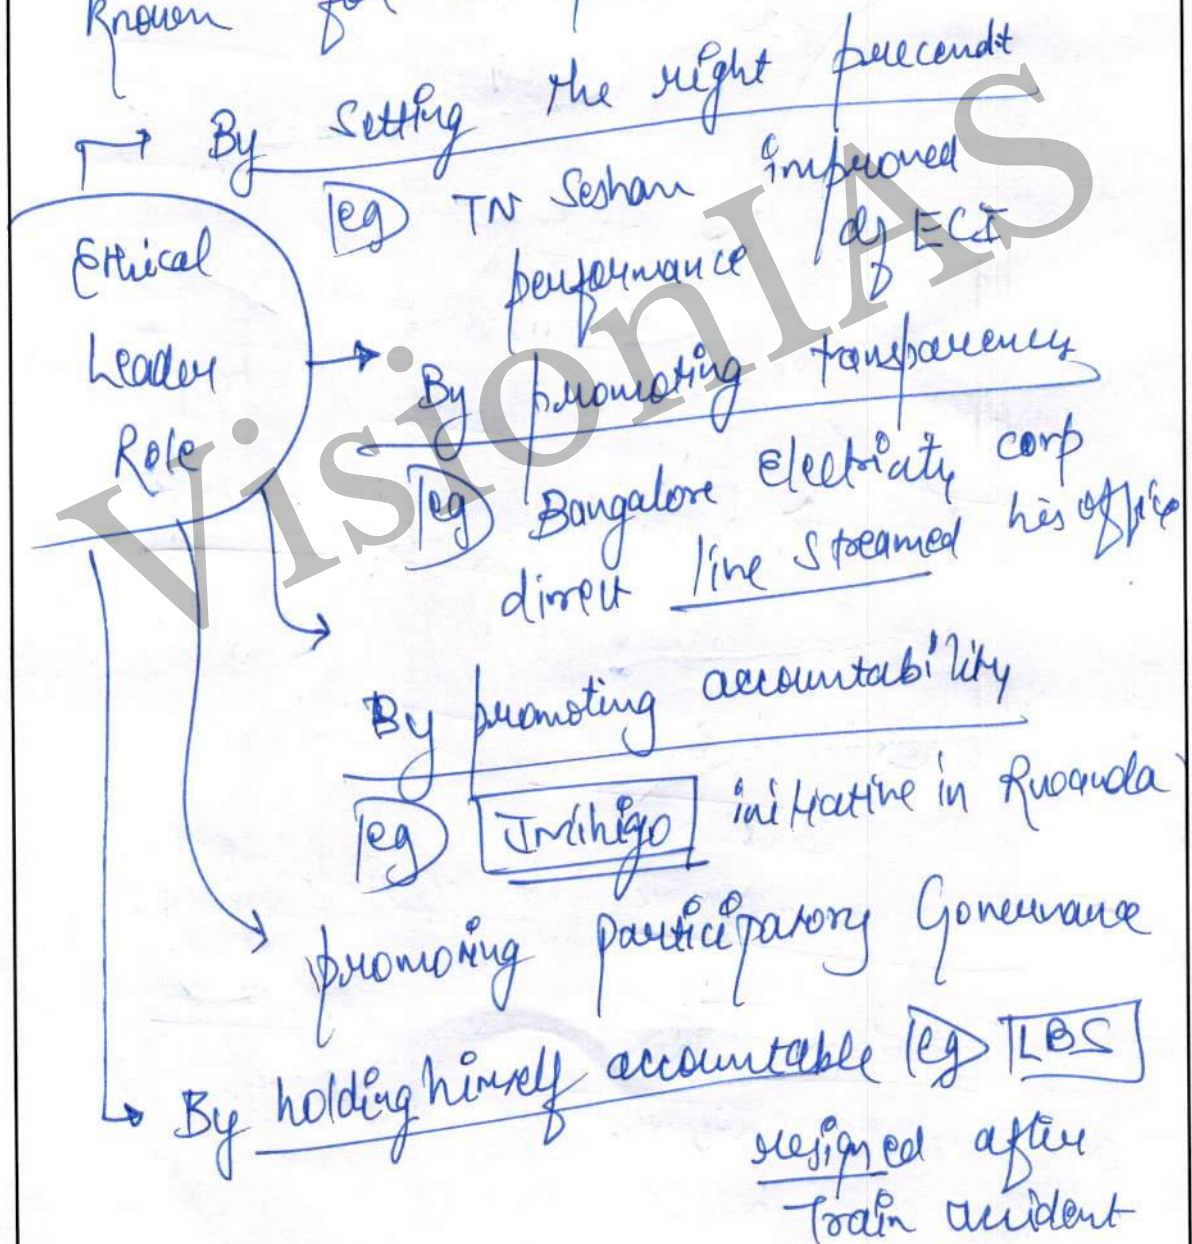 Known for
By Setting the right precendt
eg TN Seshan improved
performance of ECI
Ethical
Leader
Role
By promoting transparency
eg Bangalore Electricity corp
direct live streamed his office
By promoting accountability
eg Imihigo initiative in Rwanda
promoting participatory Governance
By holding himself accountable eg LBS
resigned after
Train accident
VisionIAS